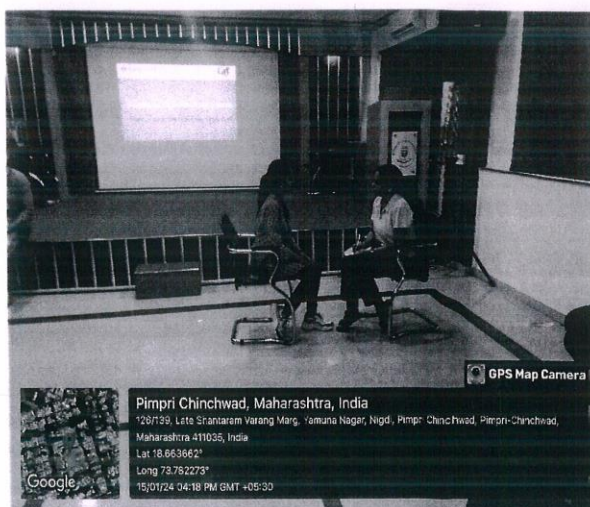 GPS Map Camera
Pimpri Chinchwad, Maharashtra, India
126/139, Late Shantaram Varang Marg, Yamuna Nagar, Nigdi, Pimpri-Chinchwad, Pimpri-Chinchwad,
Maharashtra 411035, India
Lat 18.663662°
Long 73.782273°
15/01/24 04:18 PM GMT +05:30
Google